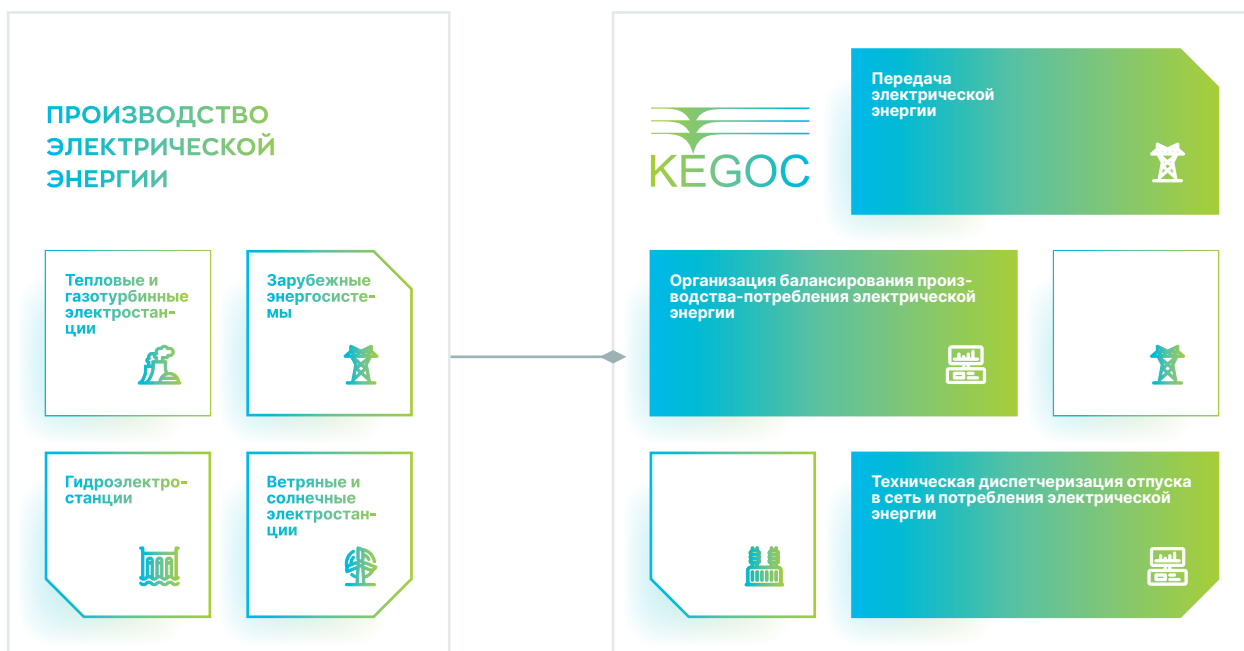 ПРОИЗВОДСТВО
ЭЛЕКТРИЧЕСКОЙ
ЭНЕРГИИ
Тепловые и
газотурбинные
электростан-
ции
Зарубежные
энергосисте-
мы
Гидроэлектро-
станции
Ветряные и
солнечные
электростан-
ции
KEGOC
Передача
электрической
энергии
Организация балансирования произ-
водства-потребления электрической
энергии
Техническая диспетчеризация отпуска
в сеть и потребления электрической
энергии